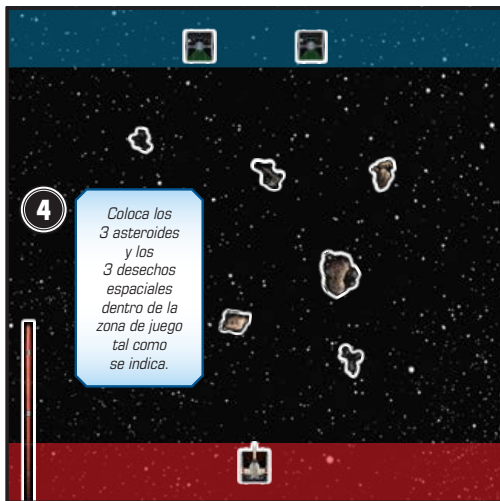 4
Coloca los
3 asteroides
y los
3 desechos
espaciales
dentro de la
zona de juego
tal como
se indica.